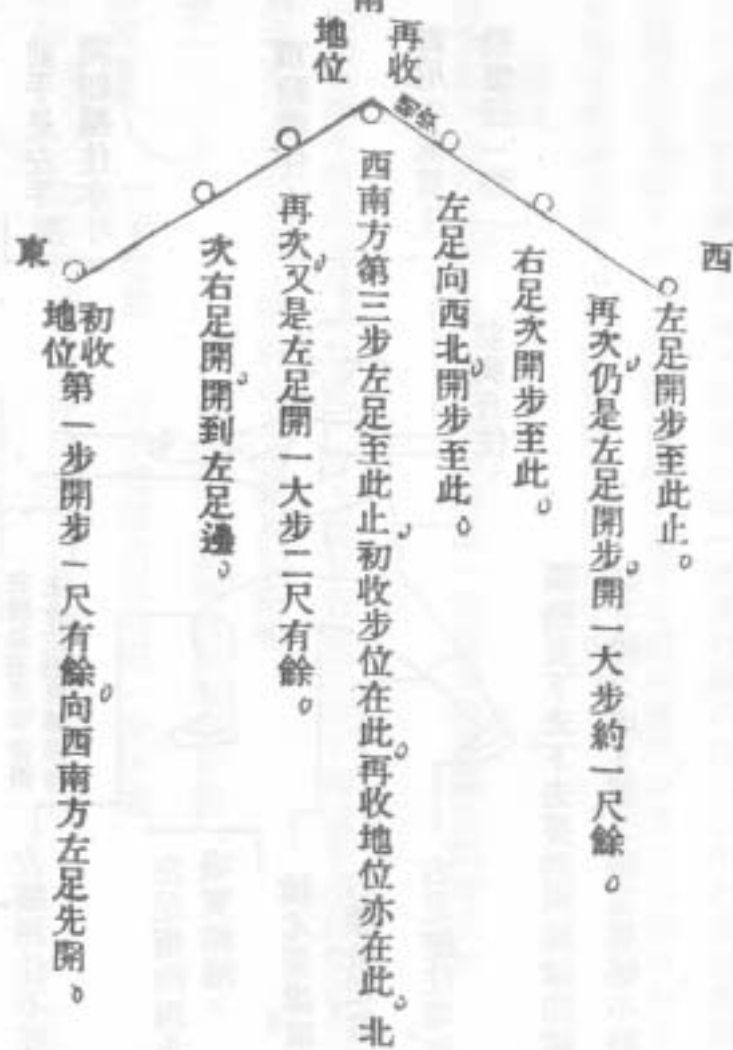 南
再收
地位
西
左足開步至此止。
再次。仍是左足開步。開一大步約一尺餘。
右足次開步至此。
左足向西北。開步至此。
西南方第三步左足至此止。初收步位在此。再收地位亦在此。
北
再次。又是左足開一大步二尺有餘。
次右足開。開到左足邊。
初收
地位
第一步開步一尺有餘。向西南方左足先開。
東